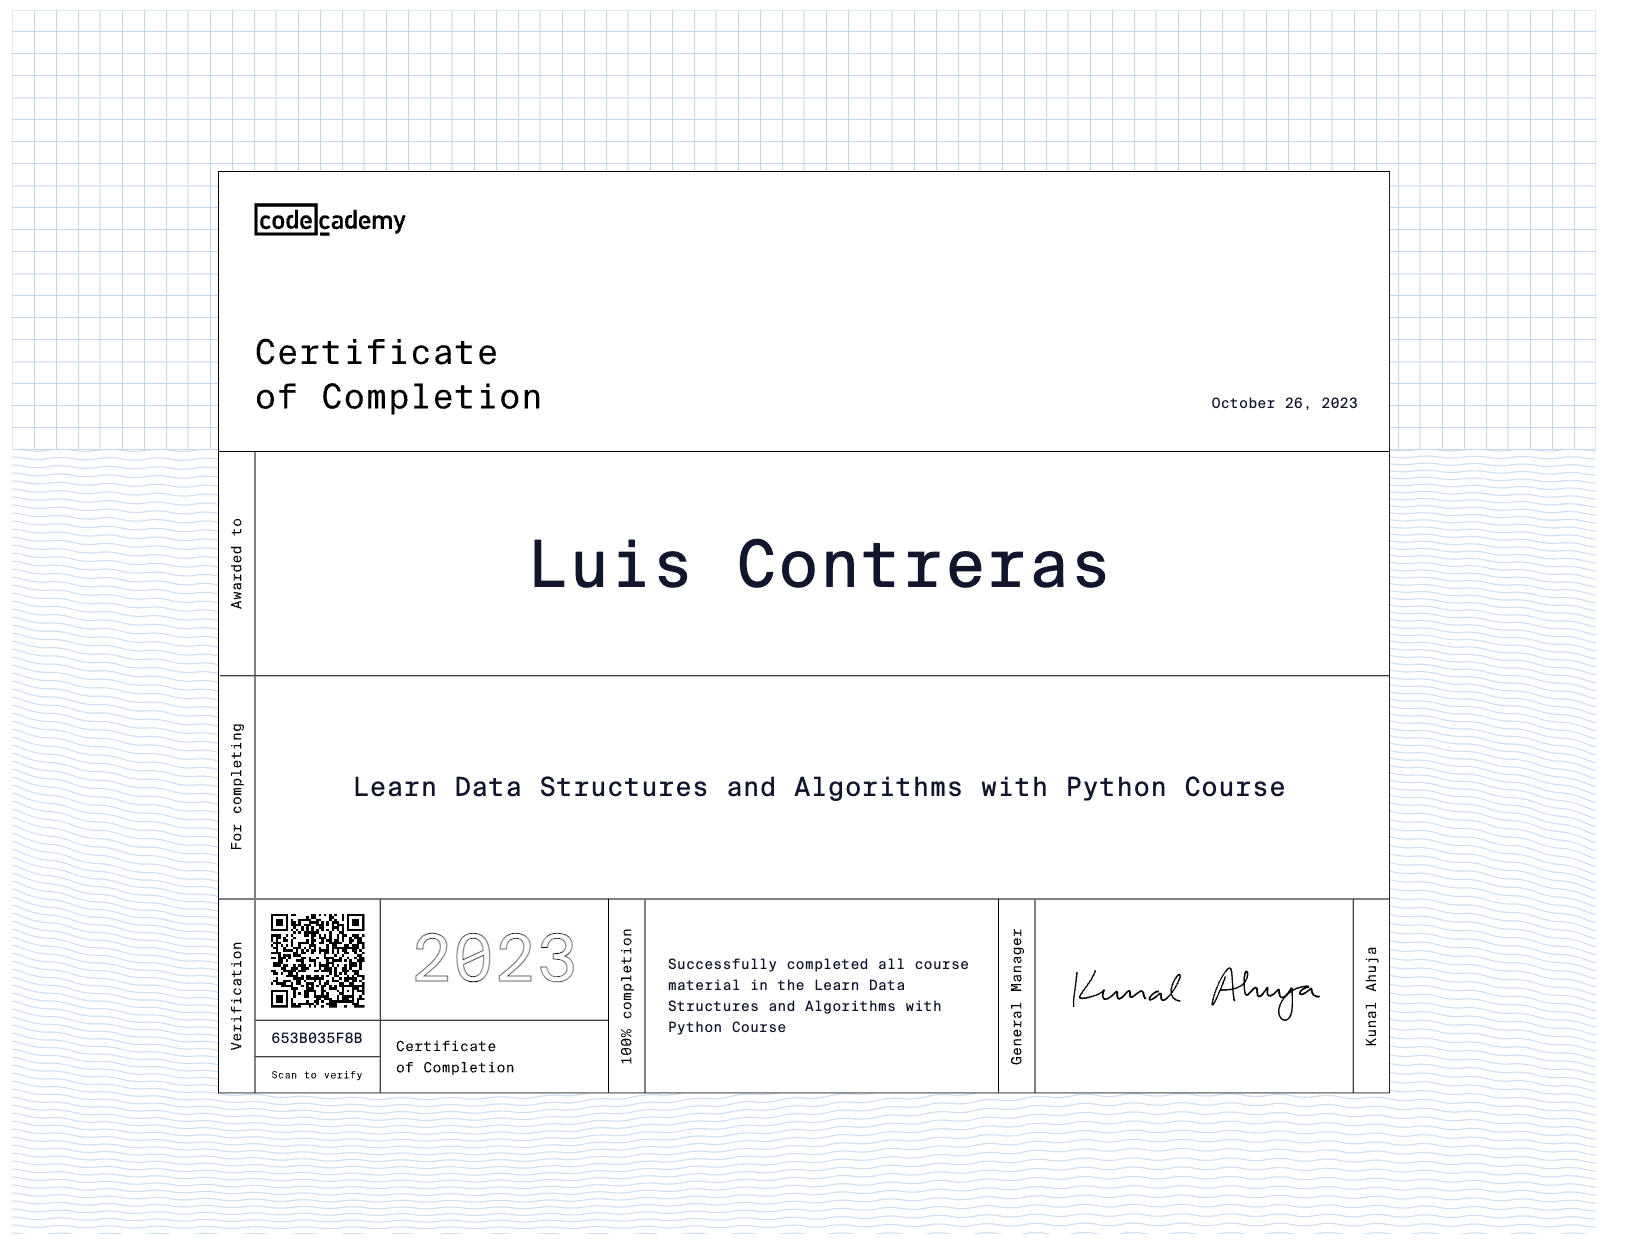 codecademy
Certificate
of Completion
October 26, 2023
Awarded to
Luis Contreras
For completing
Learn Data Structures and Algorithms with Python Course
Verification
653B035F8B
Scan to verify
2023
Certificate
of Completion
100% completion
Successfully completed all course
material in the Learn Data
Structures and Algorithms with
Python Course
General Manager
Kunal Ahuja
Kunal Ahuja